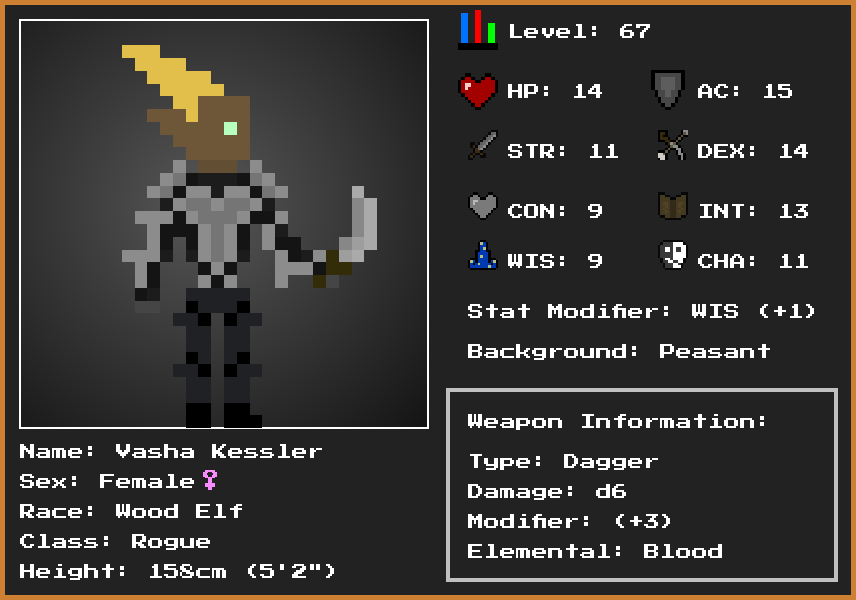 Level: 67
HP: 14
AC: 15
STR: 11
DEX: 14
CON: 9
INT: 13
WIS: 9
CHA: 11
Stat Modifier: WIS (+1)
Background: Peasant
Weapon Information:
Type: Dagger
Damage: d6
Modifier: (+3)
Elemental: Blood
Name: Vasha Kessler
Sex: Female♀
Race: Wood Elf
Class: Rogue
Height: 158cm (5'2")